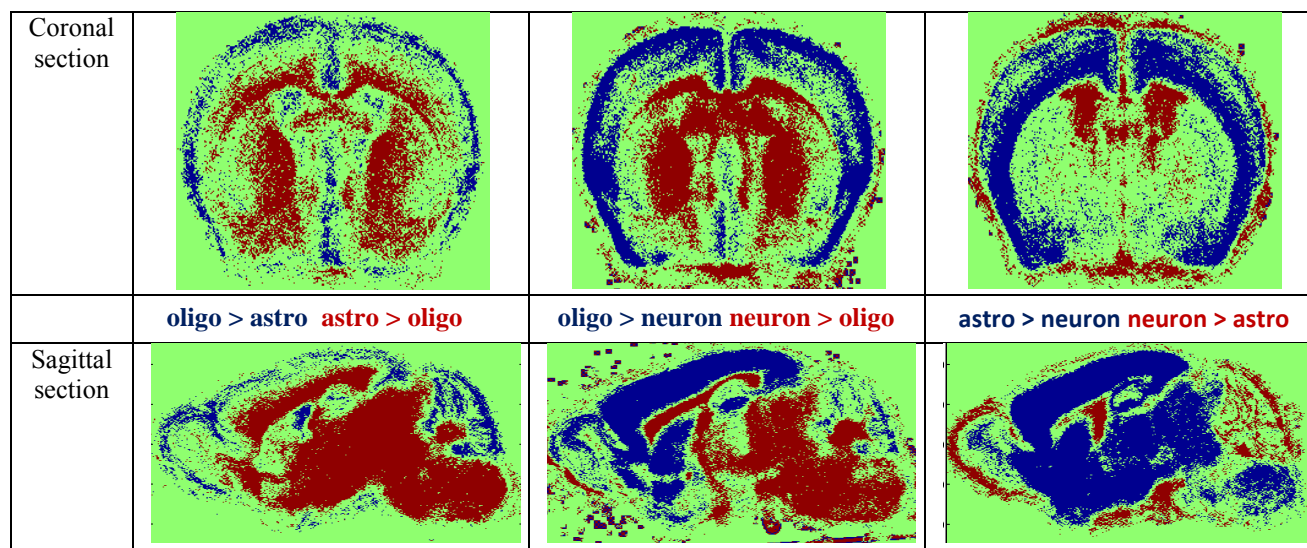 Coronal
section
oligo > astro astro > oligo
oligo > neuron neuron > oligo
astro > neuron neuron > astro
Sagittal
section